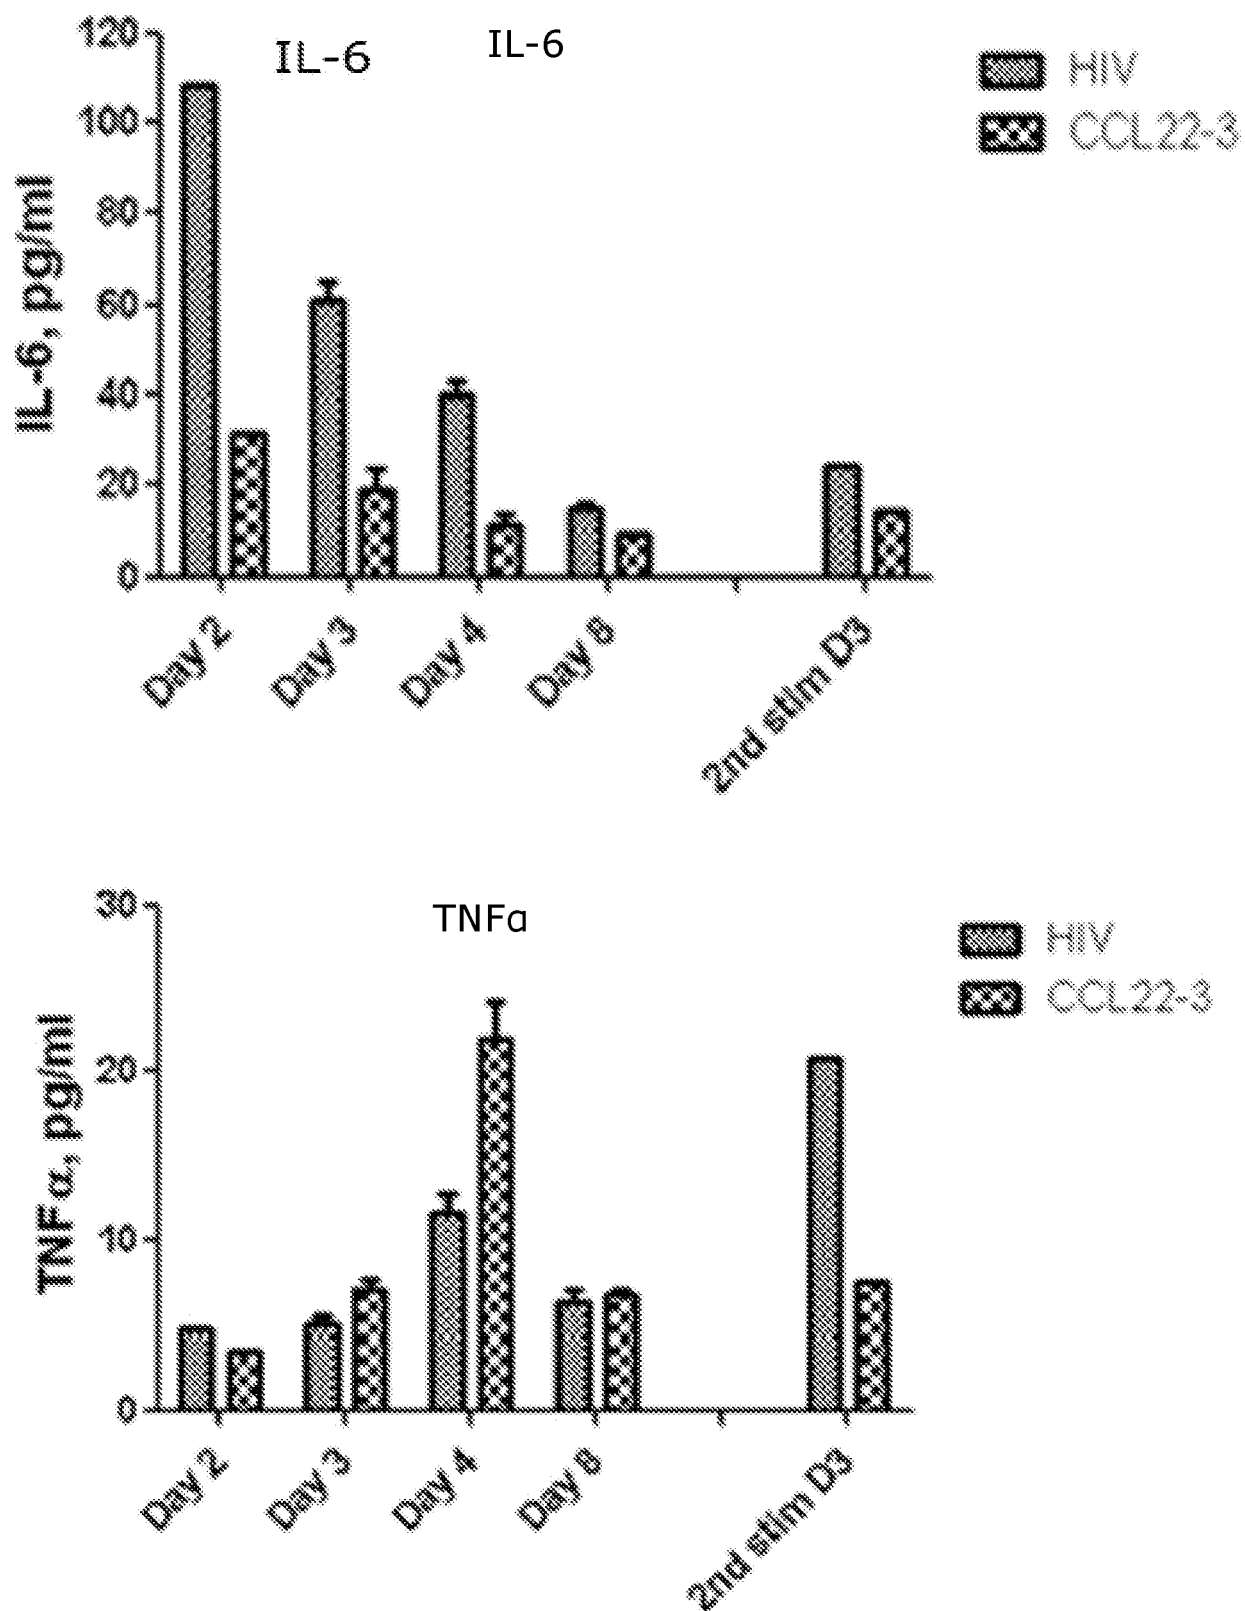 120
100
80
60
40
20
0
IL-6, pg/ml
IL-6
IL-6
HIV
CCL22-3
Day 2
Day 3
Day 4
Day 8
2nd stim D3
30
20
10
0
TNFα, pg/ml
TNFα
HIV
CCL22-3
Day 2
Day 3
Day 4
Day 8
2nd stim D3